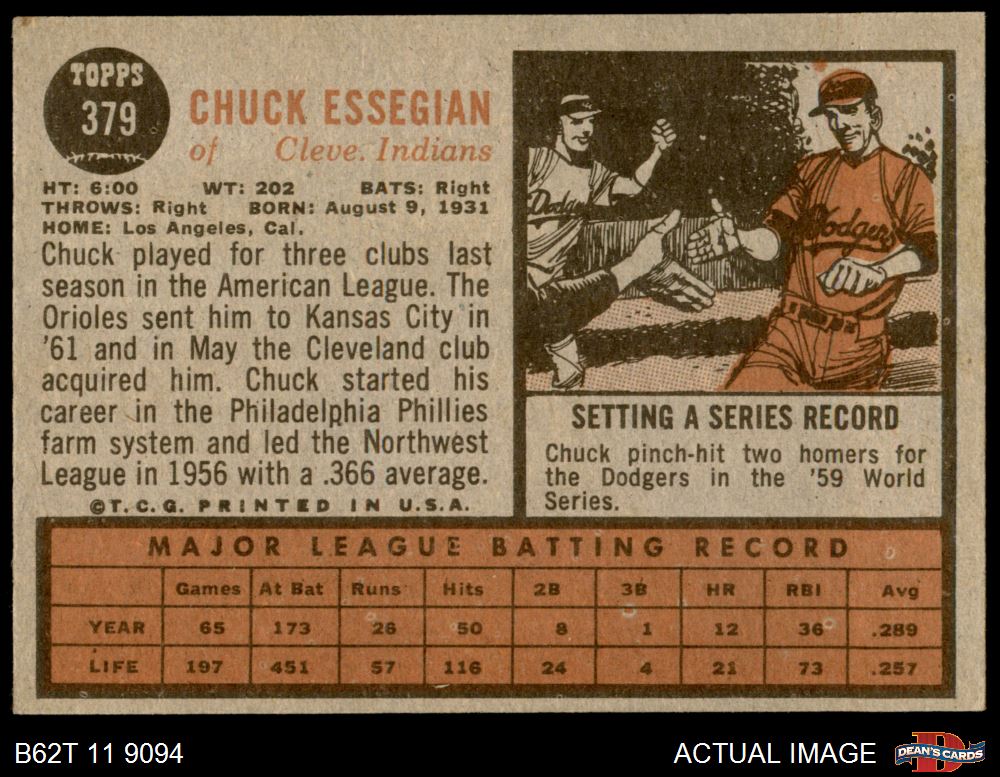 TOPPS
379
CHUCK ESSEGIAN
of Cleve. Indians
HT: 6:00 WT: 202 BATS: Right
THROWS: Right BORN: August 9, 1931
HOME: Los Angeles, Cal.
Chuck played for three clubs last
season in the American League. The
Orioles sent him to Kansas City in
'61 and in May the Cleveland club
acquired him. Chuck started his
career in the Philadelphia Phillies
farm system and led the Northwest
League in 1956 with a .366 average.
©T.C.G. PRINTED IN U.S.A.
Dodg
Dodgers
SETTING A SERIES RECORD
Chuck pinch-hit two homers for
the Dodgers in the '59 World
Series.
MAJOR LEAGUE BATTING RECORD
Games At Bat Runs Hits 2B 3B HR RBI Avg
YEAR 65 173 26 50 8 1 12 36 .289
LIFE 197 451 57 116 24 4 21 73 .257
B62T 11 9094
ACTUAL IMAGE
D
DEAN'S CARDS